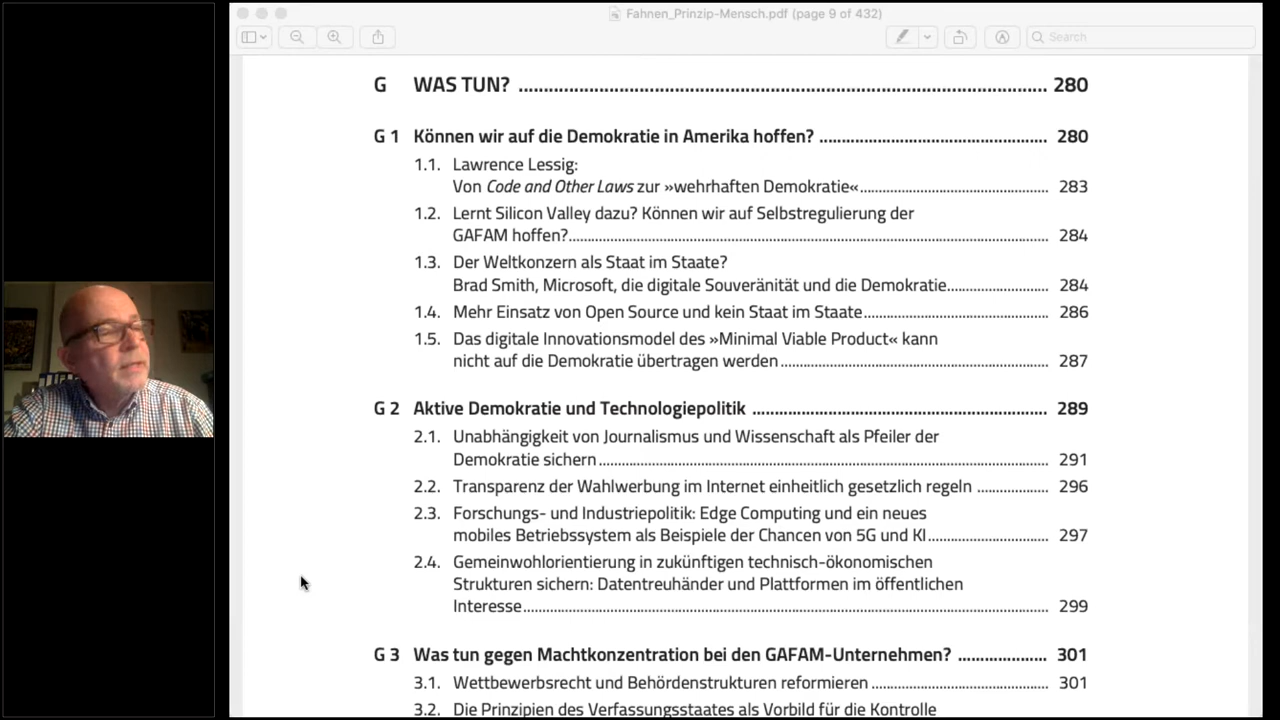 Fahnen_Prinzip-Mensch.pdf (page 9 of 432)
Search
G WAS TUN? ........................................................................................................ 280
G 1 Können wir auf die Demokratie in Amerika hoffen? ............................................. 280
1.1. Lawrence Lessig:
Von Code and Other Laws zur »wehrhaften Demokratie«............................................. 283
1.2. Lernt Silicon Valley dazu? Können wir auf Selbstregulierung der
GAFAM hoffen?............................................................................................. 284
1.3. Der Weltkonzern als Staat im Staate?
Brad Smith, Microsoft, die digitale Souveränität und die Demokratie......................... 284
1.4. Mehr Einsatz von Open Source und kein Staat im Staate............................................. 286
1.5. Das digitale Innovationsmodel des »Minimal Viable Product« kann
nicht auf die Demokratie übertragen werden............................................................. 287
G 2 Aktive Demokratie und Technologiepolitik ......................................................... 289
2.1. Unabhängigkeit von Journalismus und Wissenschaft als Pfeiler der
Demokratie sichern........................................................................................ 291
2.2. Transparenz der Wahlwerbung im Internet einheitlich gesetzlich regeln .................. 296
2.3. Forschungs- und Industriepolitik: Edge Computing und ein neues
mobiles Betriebssystem als Beispiele der Chancen von 5G und KI.............................. 297
2.4. Gemeinwohlorientierung in zukünftigen technisch-ökonomischen
Strukturen sichern: Datentreuhänder und Plattformen im öffentlichen
Interesse...................................................................................................... 299
G 3 Was tun gegen Machtkonzentration bei den GAFAM-Unternehmen? .................. 301
3.1. Wettbewerbsrecht und Behördenstrukturen reformieren ........................................... 301
3.2. Die Prinzipien des Verfassungsstaates als Vorbild für die Kontrolle